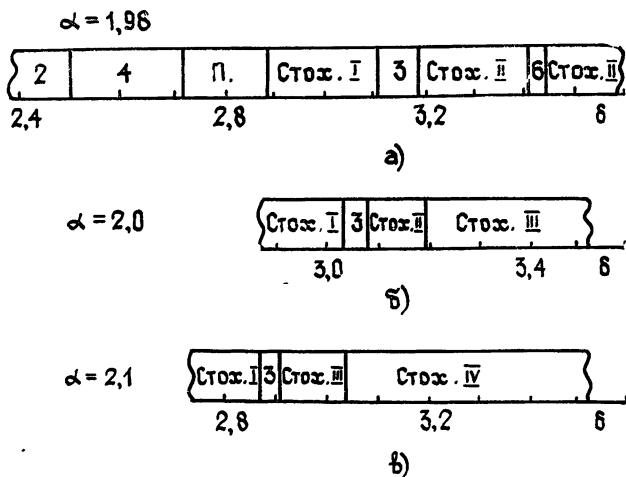 α = 1,96
2 4 П. Стох. I 3 Стох. II 6 Стох. II
2,4 2,8 3,2 б
а)
α = 2,0
Стох. I 3 Стох. II Стох. III
3,0 3,4 б
б)
α = 2,1
Стох. I 3 Стох. III Стох. IV
2,8 3,2 б
в)